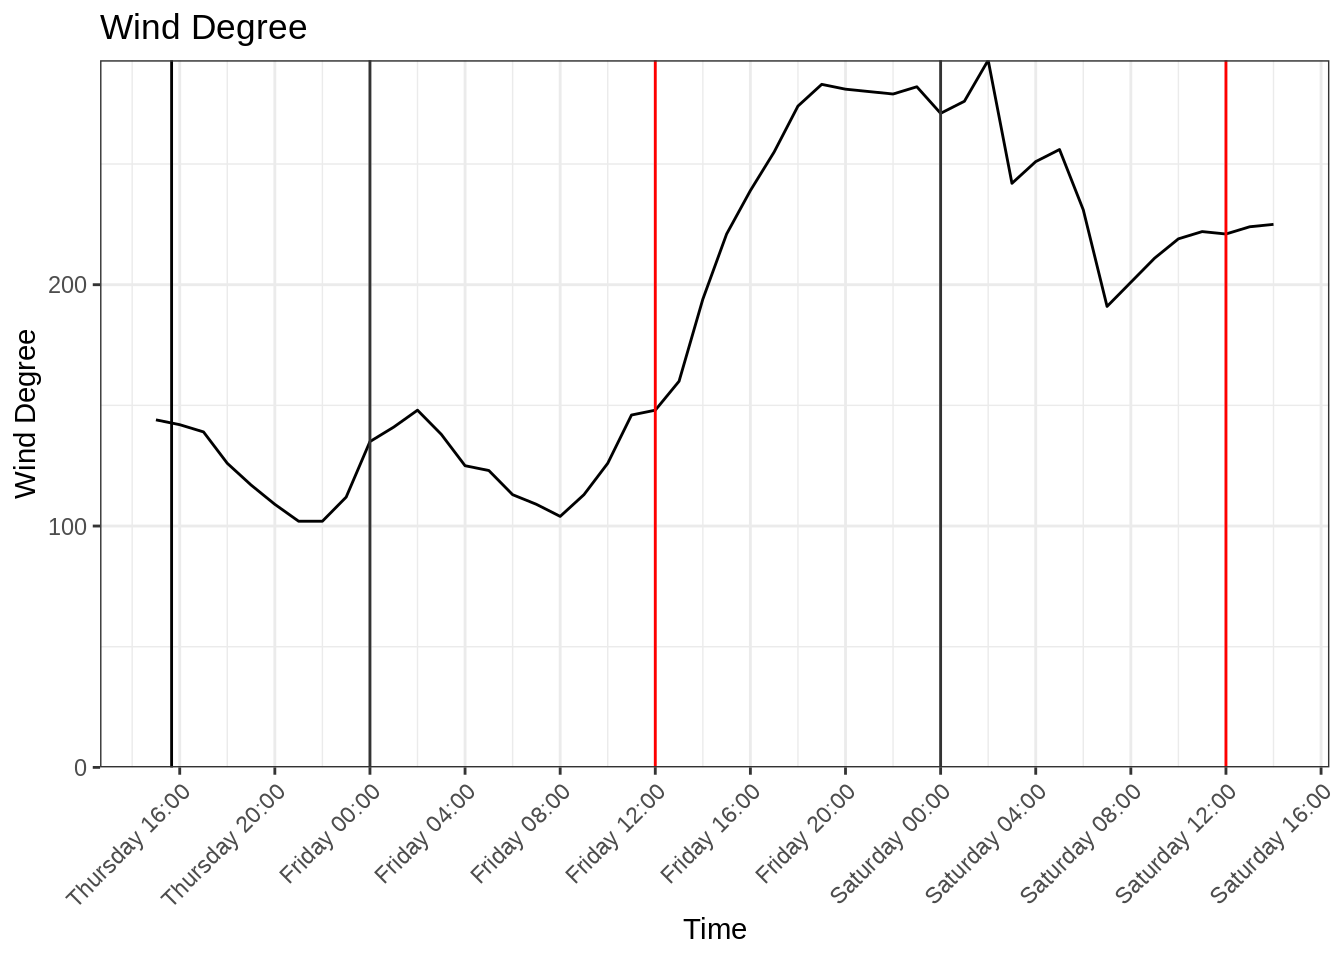 Wind Degree
Wind Degree
200
100
0
Thursday 16:00
Thursday 20:00
Friday 00:00
Friday 04:00
Friday 08:00
Friday 12:00
Friday 16:00
Friday 20:00
Saturday 00:00
Saturday 04:00
Saturday 08:00
Saturday 12:00
Saturday 16:00
Time